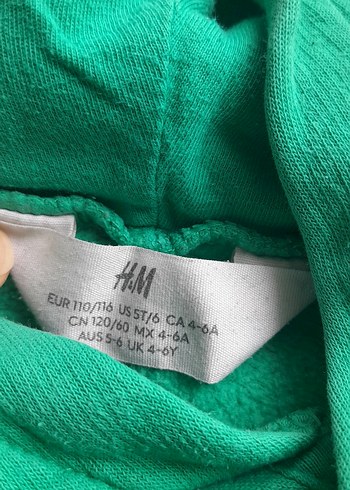 H&M
EUR 110/116 US 5T/6 CA 4-6A
CN 120/60 MX 4-6A
AUS 5-6 UK 4-6Y